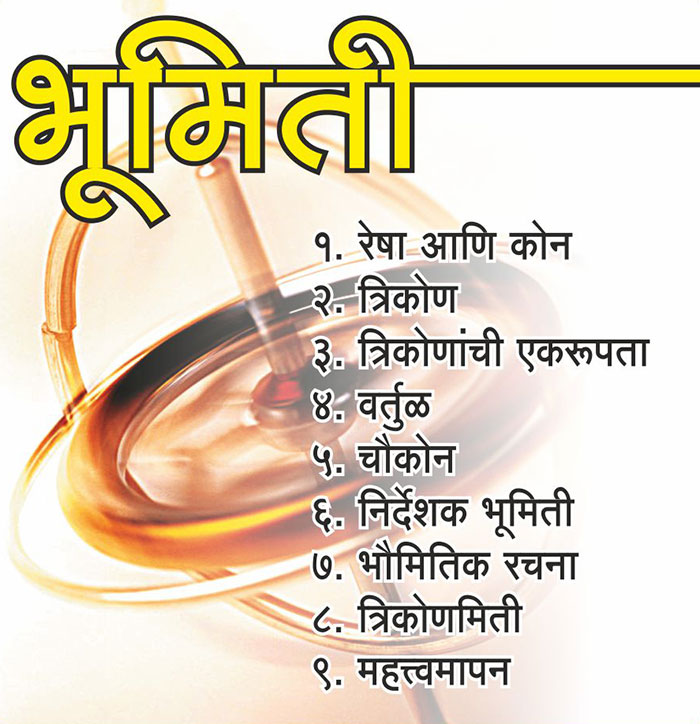 भूमिती
१. रेषा आणि कोन
२. त्रिकोण
३. त्रिकोणांची एकरूपता
४. वर्तुळ
५. चौकोन
६. निर्देशक भूमिती
७. भौमितिक रचना
८. त्रिकोणमिती
९. महत्त्वमापन